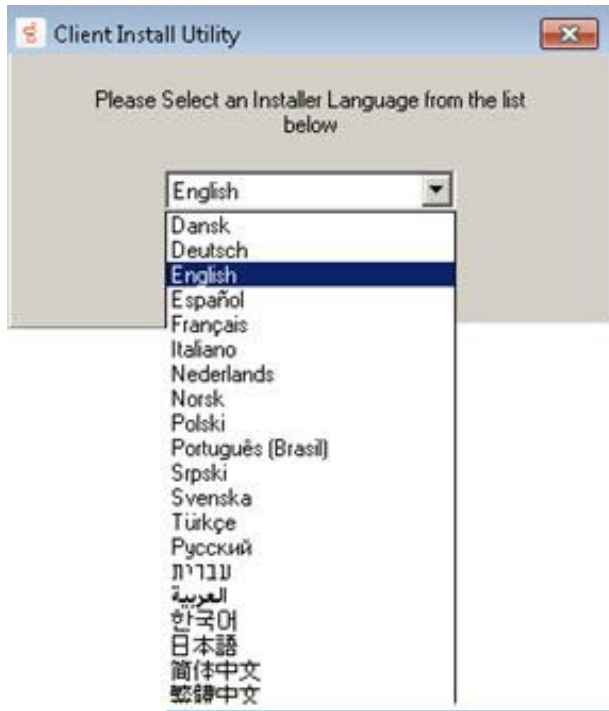 Client Install Utility
Please Select an Installer Language from the list
below
English
Dansk
Deutsch
English
Español
Français
Italiano
Nederlands
Norsk
Polski
Português (Brasil)
Srpski
Svenska
Türkçe
Русский
עברית
العربية
한국어
日本語
简体中文
繁體中文